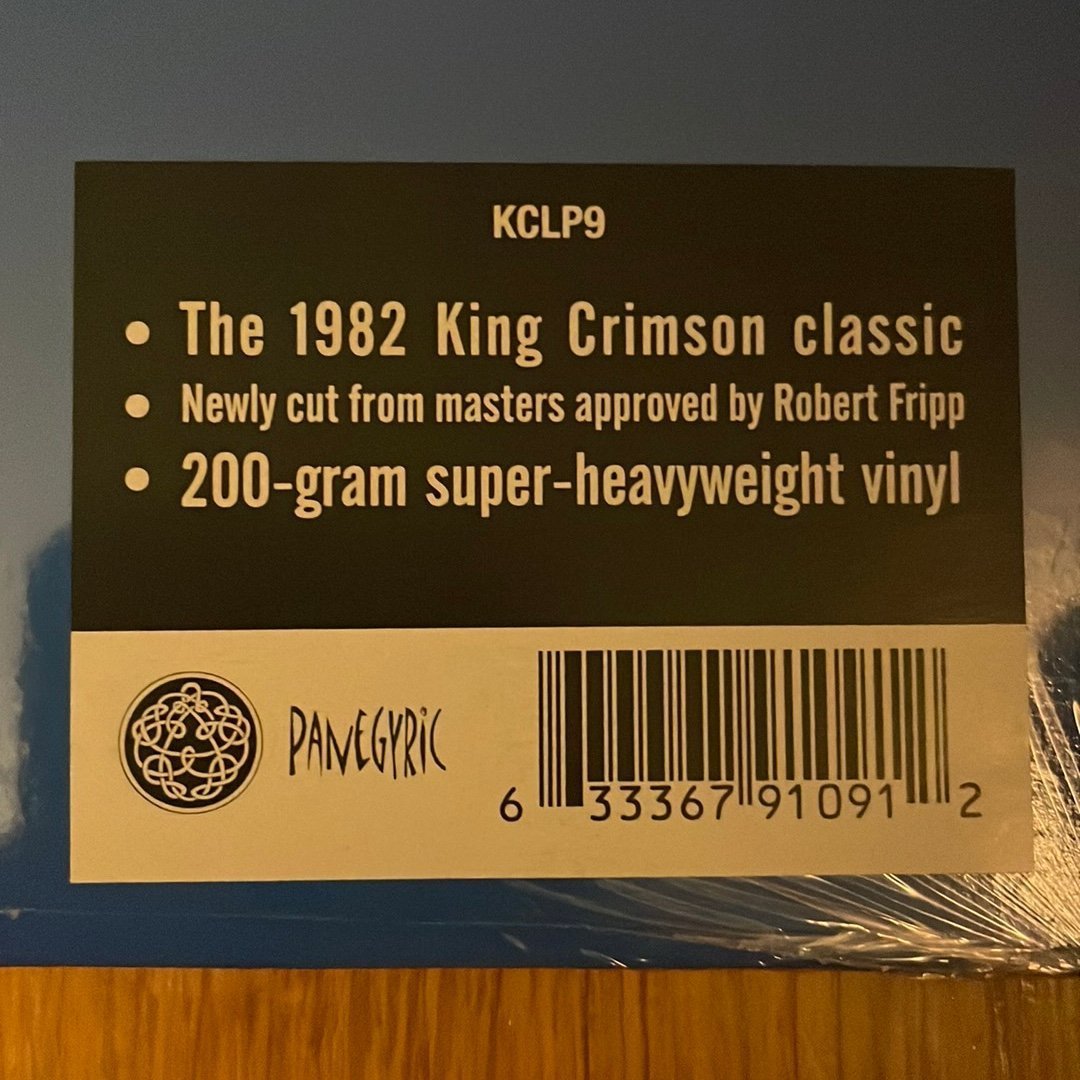 KCLP9
• The 1982 King Crimson classic
• Newly cut from masters approved by Robert Fripp
• 200-gram super-heavyweight vinyl
PANEGYRiC
6 33367 91091 2